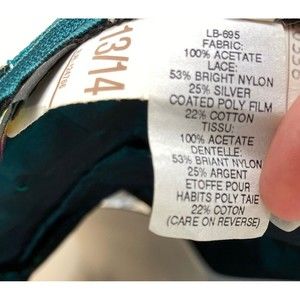 13/14
LB-695
FABRIC:
100% ACETATE
LACE:
53% BRIGHT NYLON
25% SILVER
COATED POLY FILM
22% COTTON
TISSU:
100% ACETATE
DENTELLE:
53% BRIANT NYLON
25% ARGENT
ETOFFE POUR
HABITS POLY TAIE
22% COTON
(CARE ON REVERSE)